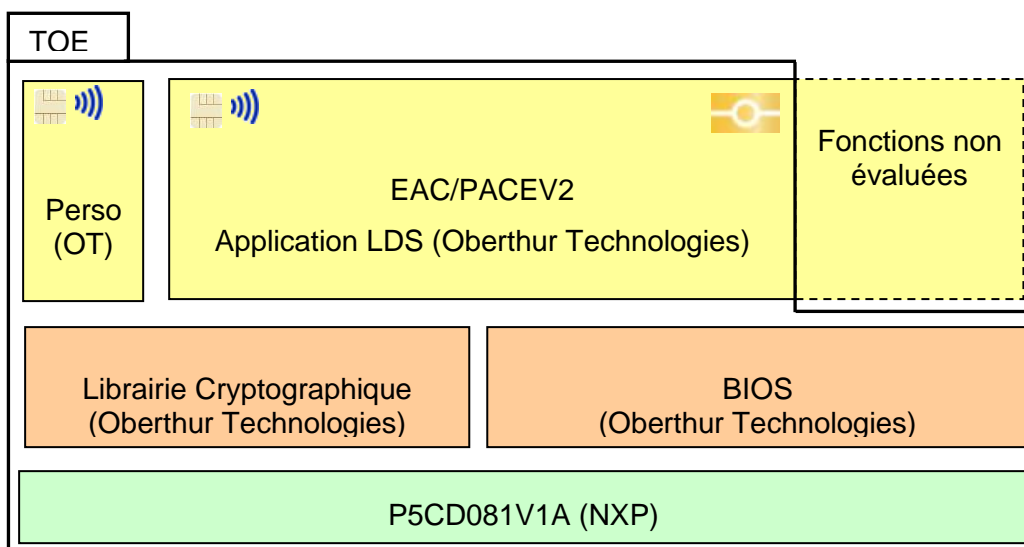 TOE
Perso
(OT)
EAC/PACEV2
Application LDS (Oberthur Technologies)
Fonctions non
évaluées
Librairie Cryptographique
(Oberthur Technologies)
BIOS
(Oberthur Technologies)
P5CD081V1A (NXP)